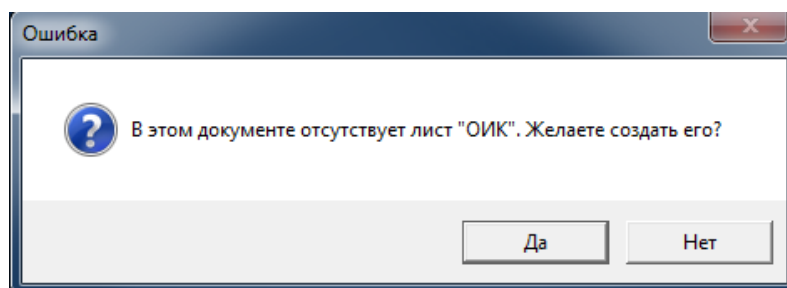 Ошибка
В этом документе отсутствует лист "ОИК". Желаете создать его?
Да
Нет